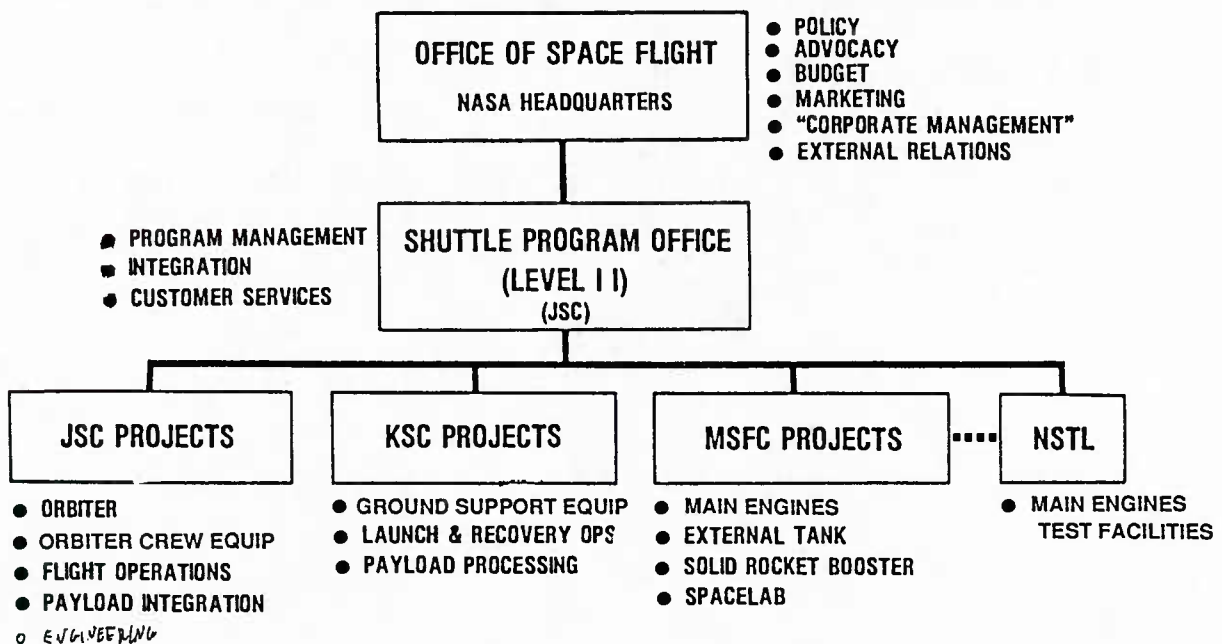 OFFICE OF SPACE FLIGHT
NASA HEADQUARTERS
● POLICY
● ADVOCACY
● BUDGET
● MARKETING
● "CORPORATE MANAGEMENT"
● EXTERNAL RELATIONS
● PROGRAM MANAGEMENT
● INTEGRATION
● CUSTOMER SERVICES
SHUTTLE PROGRAM OFFICE
(LEVEL I I)
(JSC)
JSC PROJECTS
● ORBITER
● ORBITER CREW EQUIP
● FLIGHT OPERATIONS
● PAYLOAD INTEGRATION
o ENGINEERING
KSC PROJECTS
● GROUND SUPPORT EQUIP
● LAUNCH & RECOVERY OPS
● PAYLOAD PROCESSING
MSFC PROJECTS
● MAIN ENGINES
● EXTERNAL TANK
● SOLID ROCKET BOOSTER
● SPACELAB
NSTL
● MAIN ENGINES
TEST FACILITIES